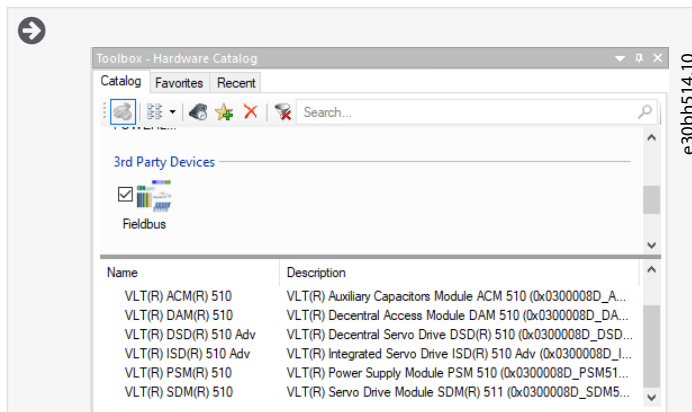 Toolbox - Hardware Catalog
Catalog Favorites Recent
Search...
3rd Party Devices
Fieldbus
Name Description
VLT(R) ACM(R) 510 VLT(R) Auxiliary Capacitors Module ACM 510 (0x0300008D_A...
VLT(R) DAM(R) 510 VLT(R) Decentral Access Module DAM 510 (0x0300008D_DA...
VLT(R) DSD(R) 510 Adv VLT(R) Decentral Servo Drive DSD(R) 510 (0x0300008D_DSD...
VLT(R) ISD(R) 510 Adv VLT(R) Integrated Servo Drive ISD(R) 510 Adv (0x0300008D_I...
VLT(R) PSM(R) 510 VLT(R) Power Supply Module PSM 510 (0x0300008D_PSM51...
VLT(R) SDM(R) 510 VLT(R) Servo Drive Module SDM(R) 511 (0x0300008D_SDM5...
e30bh514.10